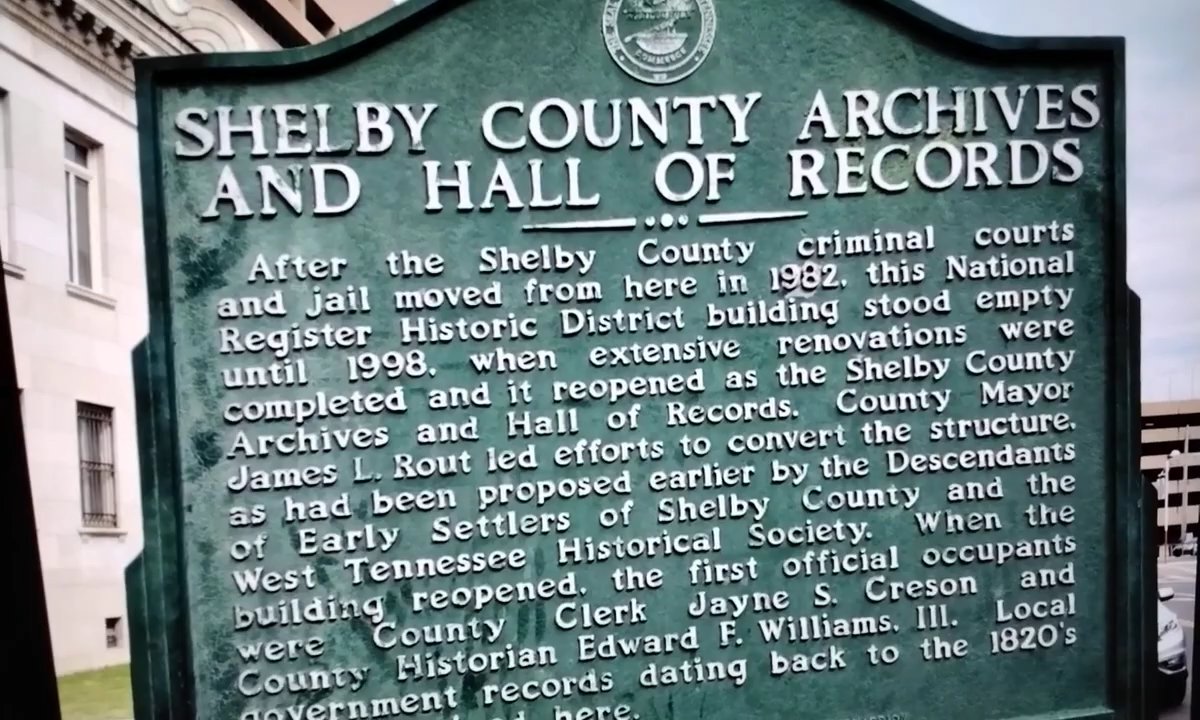 COMMERCE
SHELBY COUNTY ARCHIVES
AND HALL OF RECORDS
After the Shelby County criminal courts
and jail moved from here in 1982, this National
Register Historic District building stood empty
until 1998, when extensive renovations were
completed and it reopened as the Shelby County
Archives and Hall of Records. County Mayor
James L. Rout led efforts to convert the structure,
as had been proposed earlier by the Descendants
of Early Settlers of Shelby County and the
West Tennessee Historical Society. When the
building reopened, the first official occupants
were County Clerk Jayne S. Creson and
County Historian Edward F. Williams, III. Local
government records dating back to the 1820's
here.